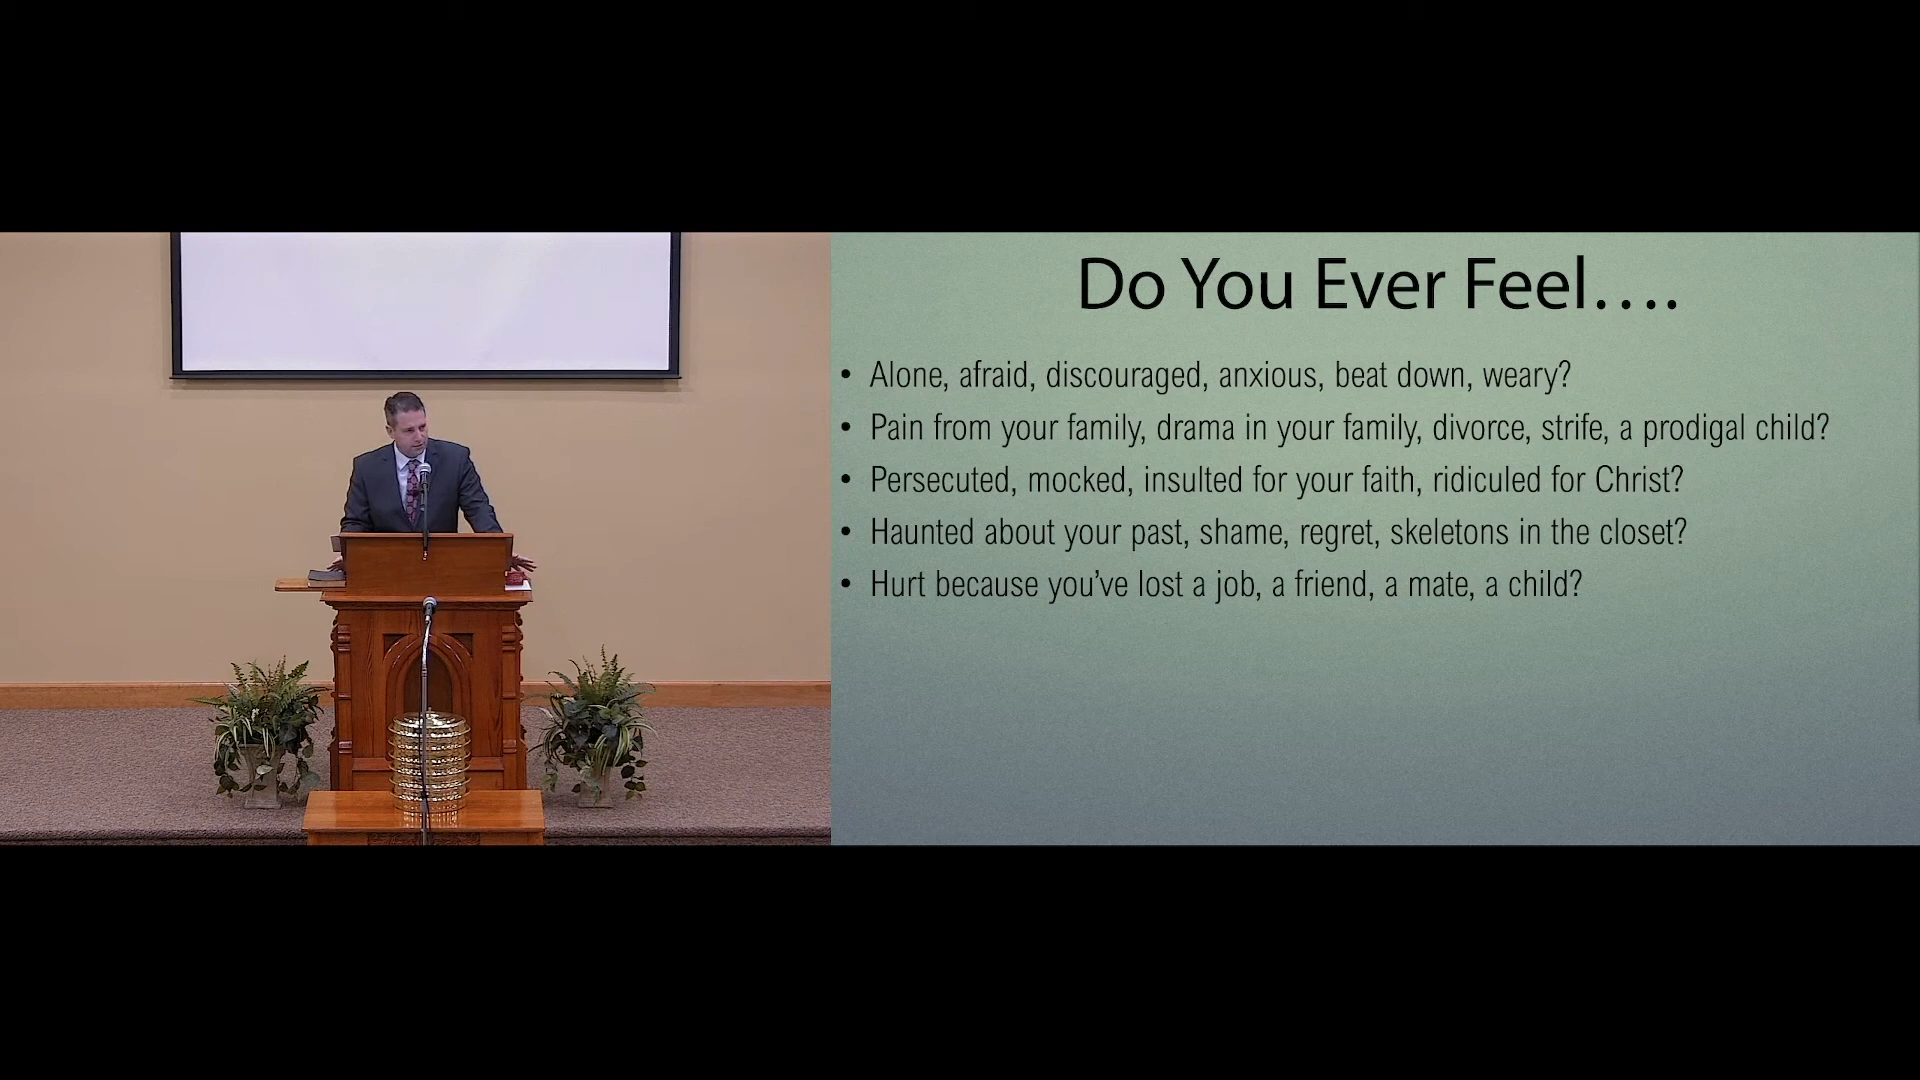 Do You Ever Feel….
• Alone, afraid, discouraged, anxious, beat down, weary?
• Pain from your family, drama in your family, divorce, strife, a prodigal child?
• Persecuted, mocked, insulted for your faith, ridiculed for Christ?
• Haunted about your past, shame, regret, skeletons in the closet?
• Hurt because you’ve lost a job, a friend, a mate, a child?